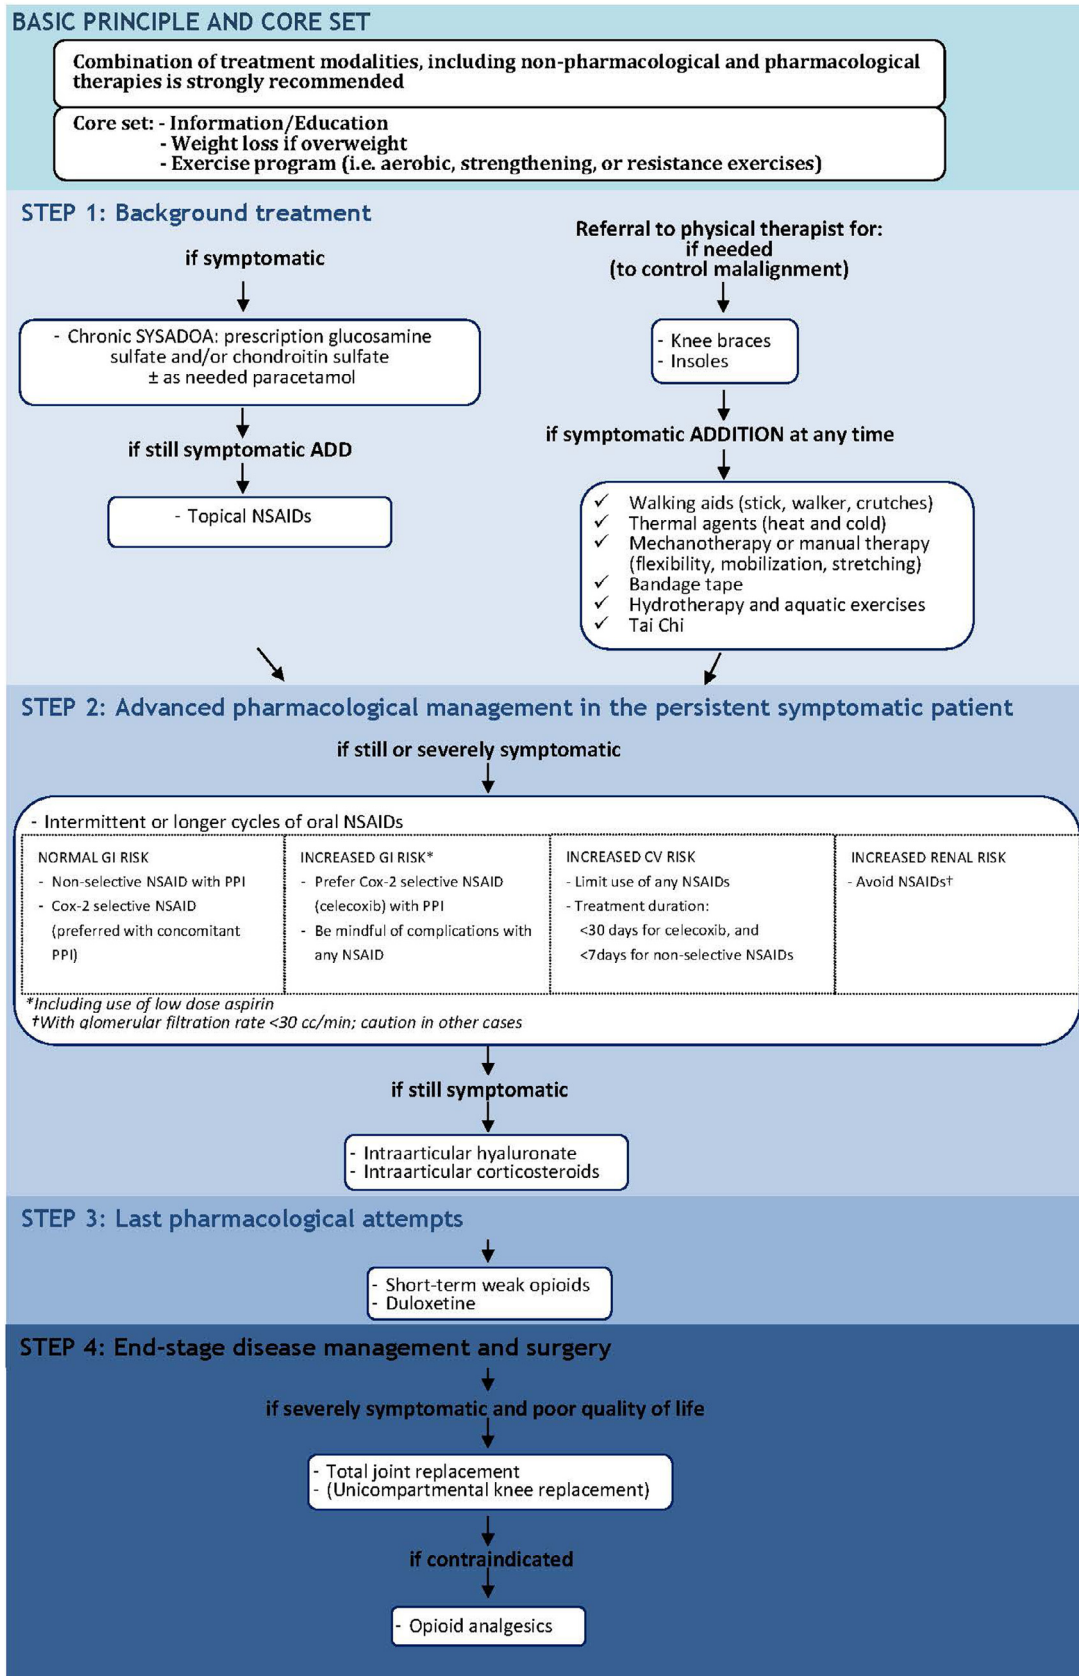 BASIC PRINCIPLE AND CORE SET
Combination of treatment modalities, including non-pharmacological and pharmacological
therapies is strongly recommended
Core set: - Information/Education
- Weight loss if overweight
- Exercise program (i.e. aerobic, strengthening, or resistance exercises)
STEP 1: Background treatment
if symptomatic
- Chronic SYSADOA: prescription glucosamine
sulfate and/or chondroitin sulfate
± as needed paracetamol
if still symptomatic ADD
- Topical NSAIDs
Referral to physical therapist for:
if needed
(to control malalignment)
- Knee braces
- Insoles
if symptomatic ADDITION at any time
✓ Walking aids (stick, walker, crutches)
✓ Thermal agents (heat and cold)
✓ Mechanotherapy or manual therapy
(flexibility, mobilization, stretching)
✓ Bandage tape
✓ Hydrotherapy and aquatic exercises
✓ Tai Chi
STEP 2: Advanced pharmacological management in the persistent symptomatic patient
if still or severely symptomatic
- Intermittent or longer cycles of oral NSAIDs
NORMAL GI RISK
- Non-selective NSAID with PPI
- Cox-2 selective NSAID
(preferred with concomitant
PPI)
INCREASED GI RISK*
- Prefer Cox-2 selective NSAID
(celecoxib) with PPI
- Be mindful of complications with
any NSAID
INCREASED CV RISK
- Limit use of any NSAIDs
- Treatment duration:
<30 days for celecoxib, and
<7days for non-selective NSAIDs
INCREASED RENAL RISK
- Avoid NSAIDs†
*Including use of low dose aspirin
†With glomerular filtration rate <30 cc/min; caution in other cases
if still symptomatic
- Intraarticular hyaluronate
- Intraarticular corticosteroids
STEP 3: Last pharmacological attempts
- Short-term weak opioids
- Duloxetine
STEP 4: End-stage disease management and surgery
if severely symptomatic and poor quality of life
- Total joint replacement
- (Unicompartmental knee replacement)
if contraindicated
- Opioid analgesics